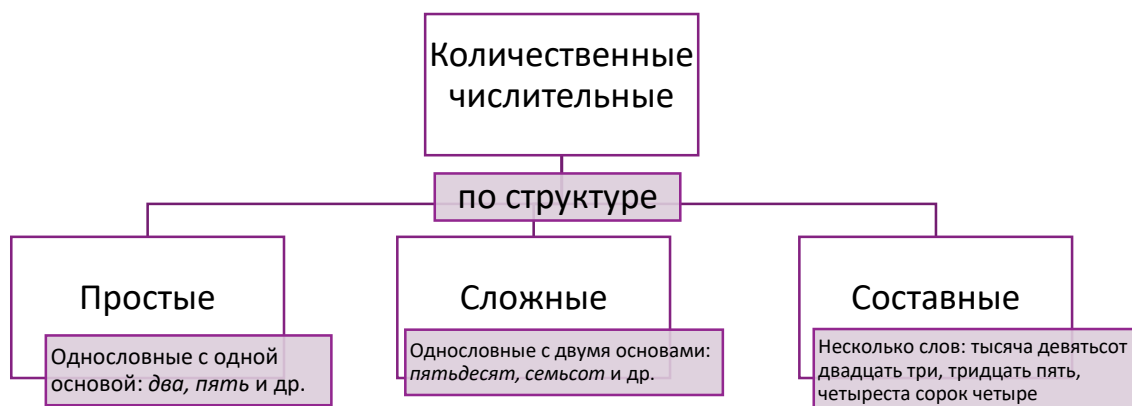 Количественные
числительные
по структуре
Простые
Однословные с одной
основой: два, пять и др.
Сложные
Однословные с двумя основами:
пятьдесят, семьсот и др.
Составные
Несколько слов: тысяча девятьсот
двадцать три, тридцать пять,
четыреста сорок четыре